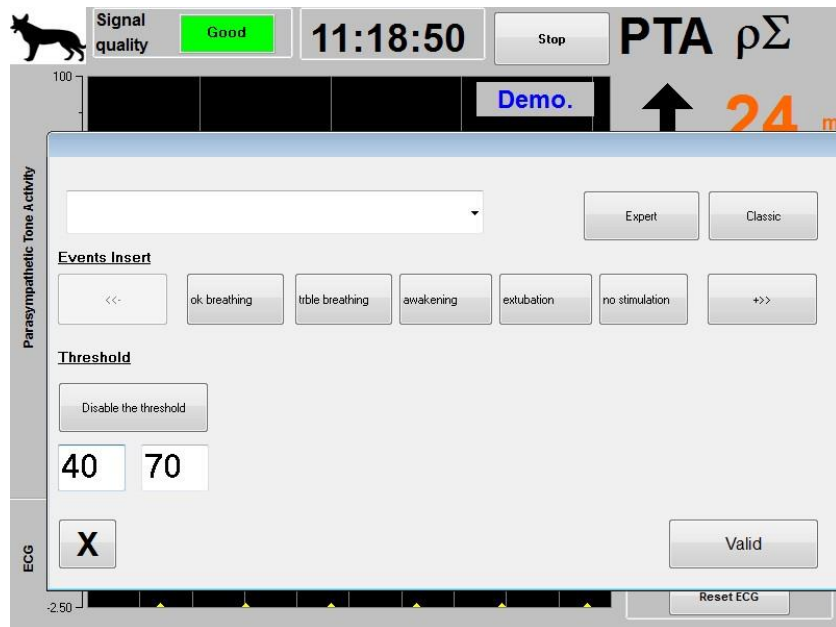 Signal quality
Good
11:18:50
Stop
PTA ρΣ
100
Demo.
24
m
Parasympathetic Tone Activity
Expert
Classic
Events Insert
<<-
ok breathing
trble breathing
awakening
extubation
no stimulation
+>>
Threshold
Disable the threshold
40
70
X
Valid
ECG
-2.50
Reset ECG